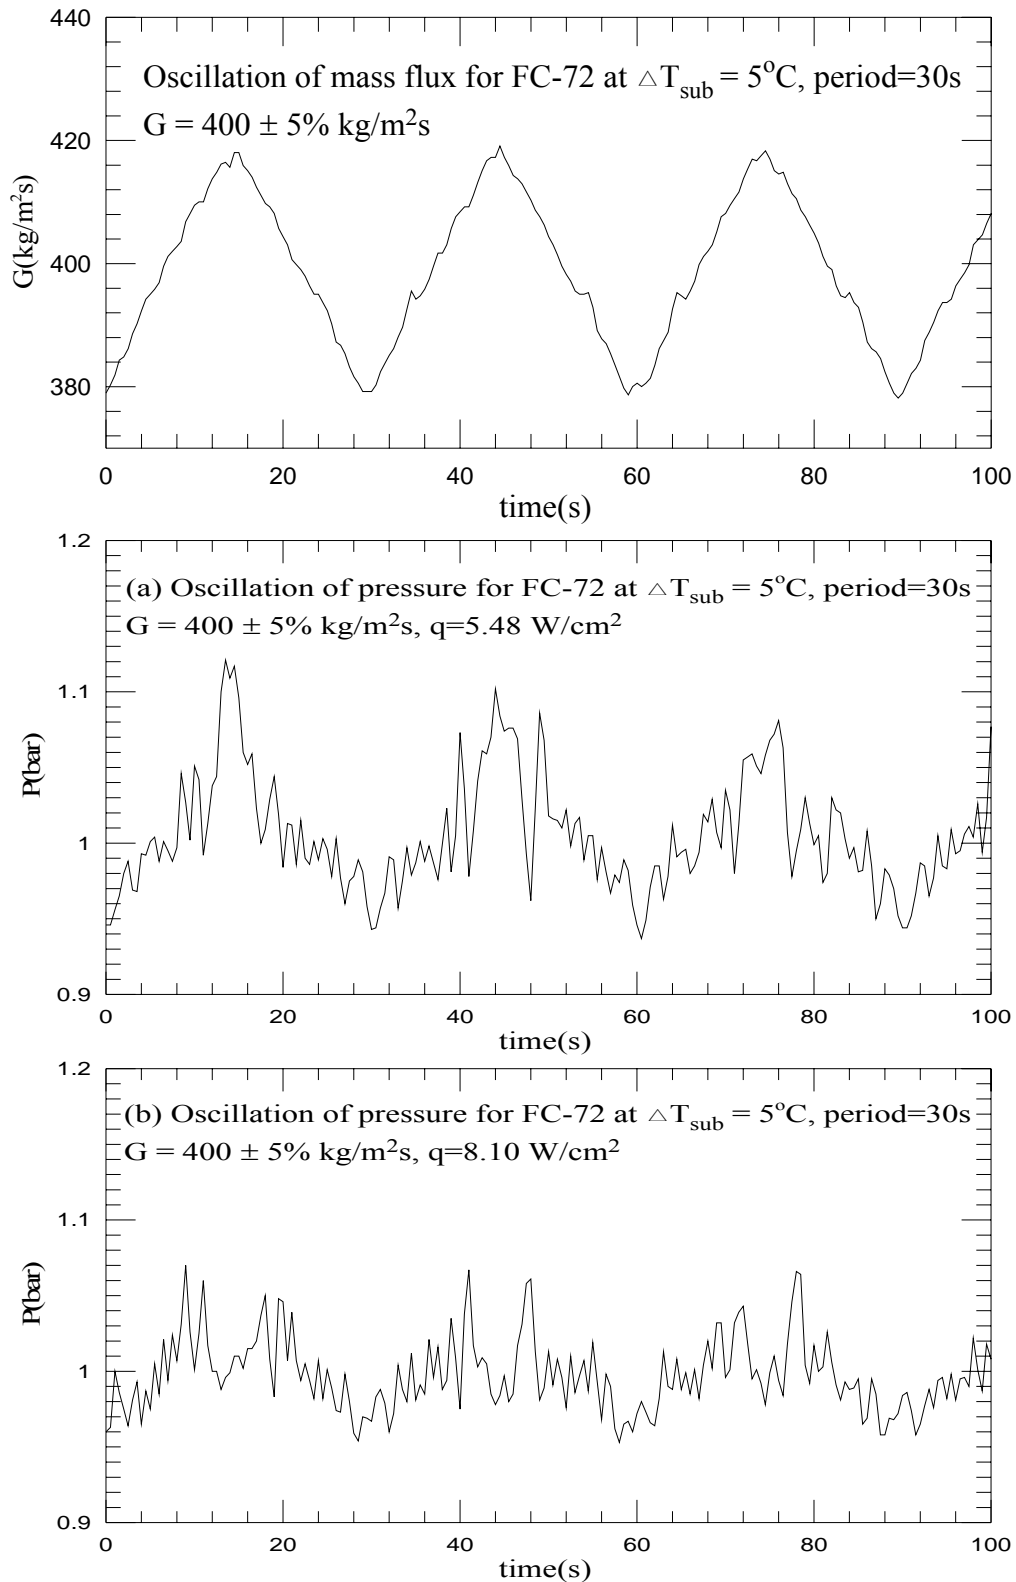 440
Oscillation of mass flux for FC-72 at △Tsub = 5°C, period=30s
G = 400 ± 5% kg/m²s
420
G(kg/m²s)
400
380
0 20 40 60 80 100
time(s)
1.2
(a) Oscillation of pressure for FC-72 at △Tsub = 5°C, period=30s
G = 400 ± 5% kg/m²s, q=5.48 W/cm²
1.1
P(bar)
1
0.9
0 20 40 60 80 100
time(s)
1.2
(b) Oscillation of pressure for FC-72 at △Tsub = 5°C, period=30s
G = 400 ± 5% kg/m²s, q=8.10 W/cm²
1.1
P(bar)
1
0.9
0 20 40 60 80 100
time(s)